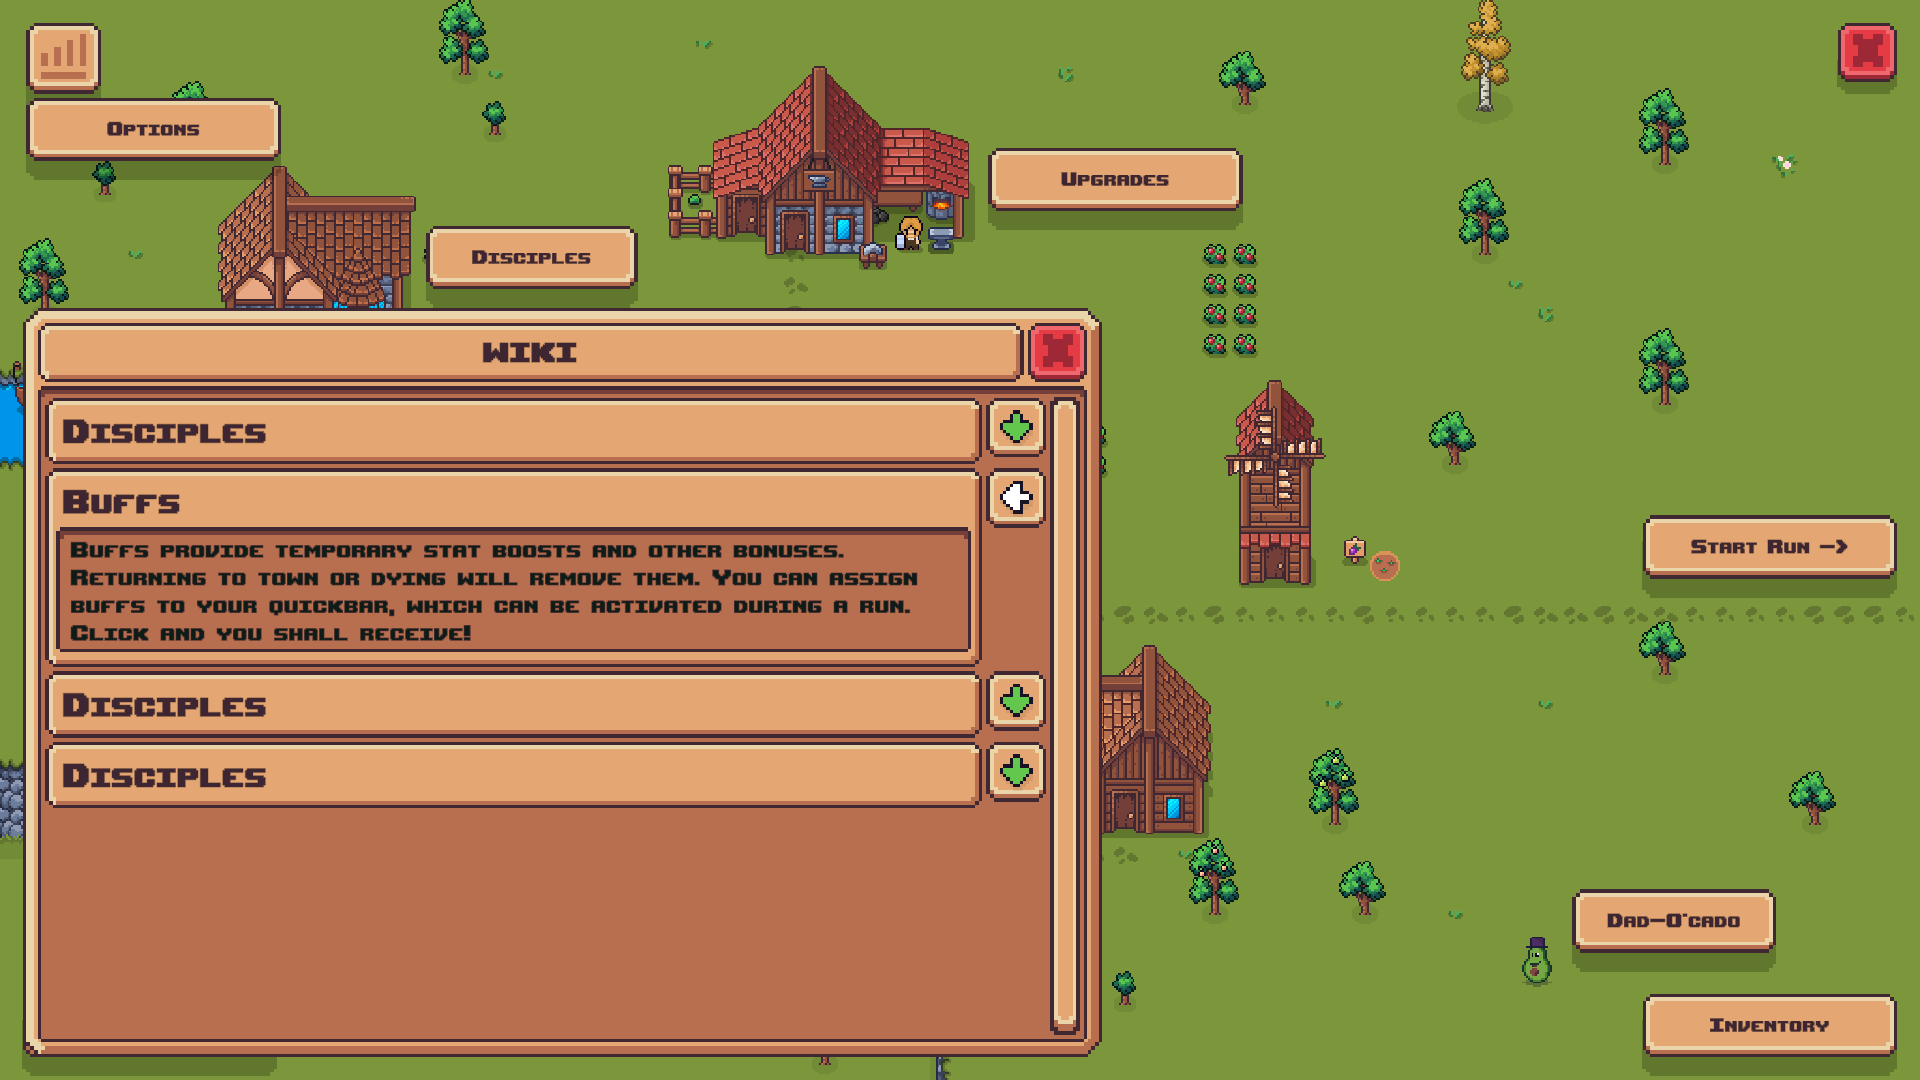 Options
Upgrades
Disciples
WIKI
Disciples
Buffs
Buffs provide temporary stat boosts and other bonuses.
Returning to town or dying will remove them. You can assign
buffs to your quickbar, which can be activated during a run.
Click and you shall receive!
Disciples
Disciples
Start Run ->
Dad-O'cado
Inventory